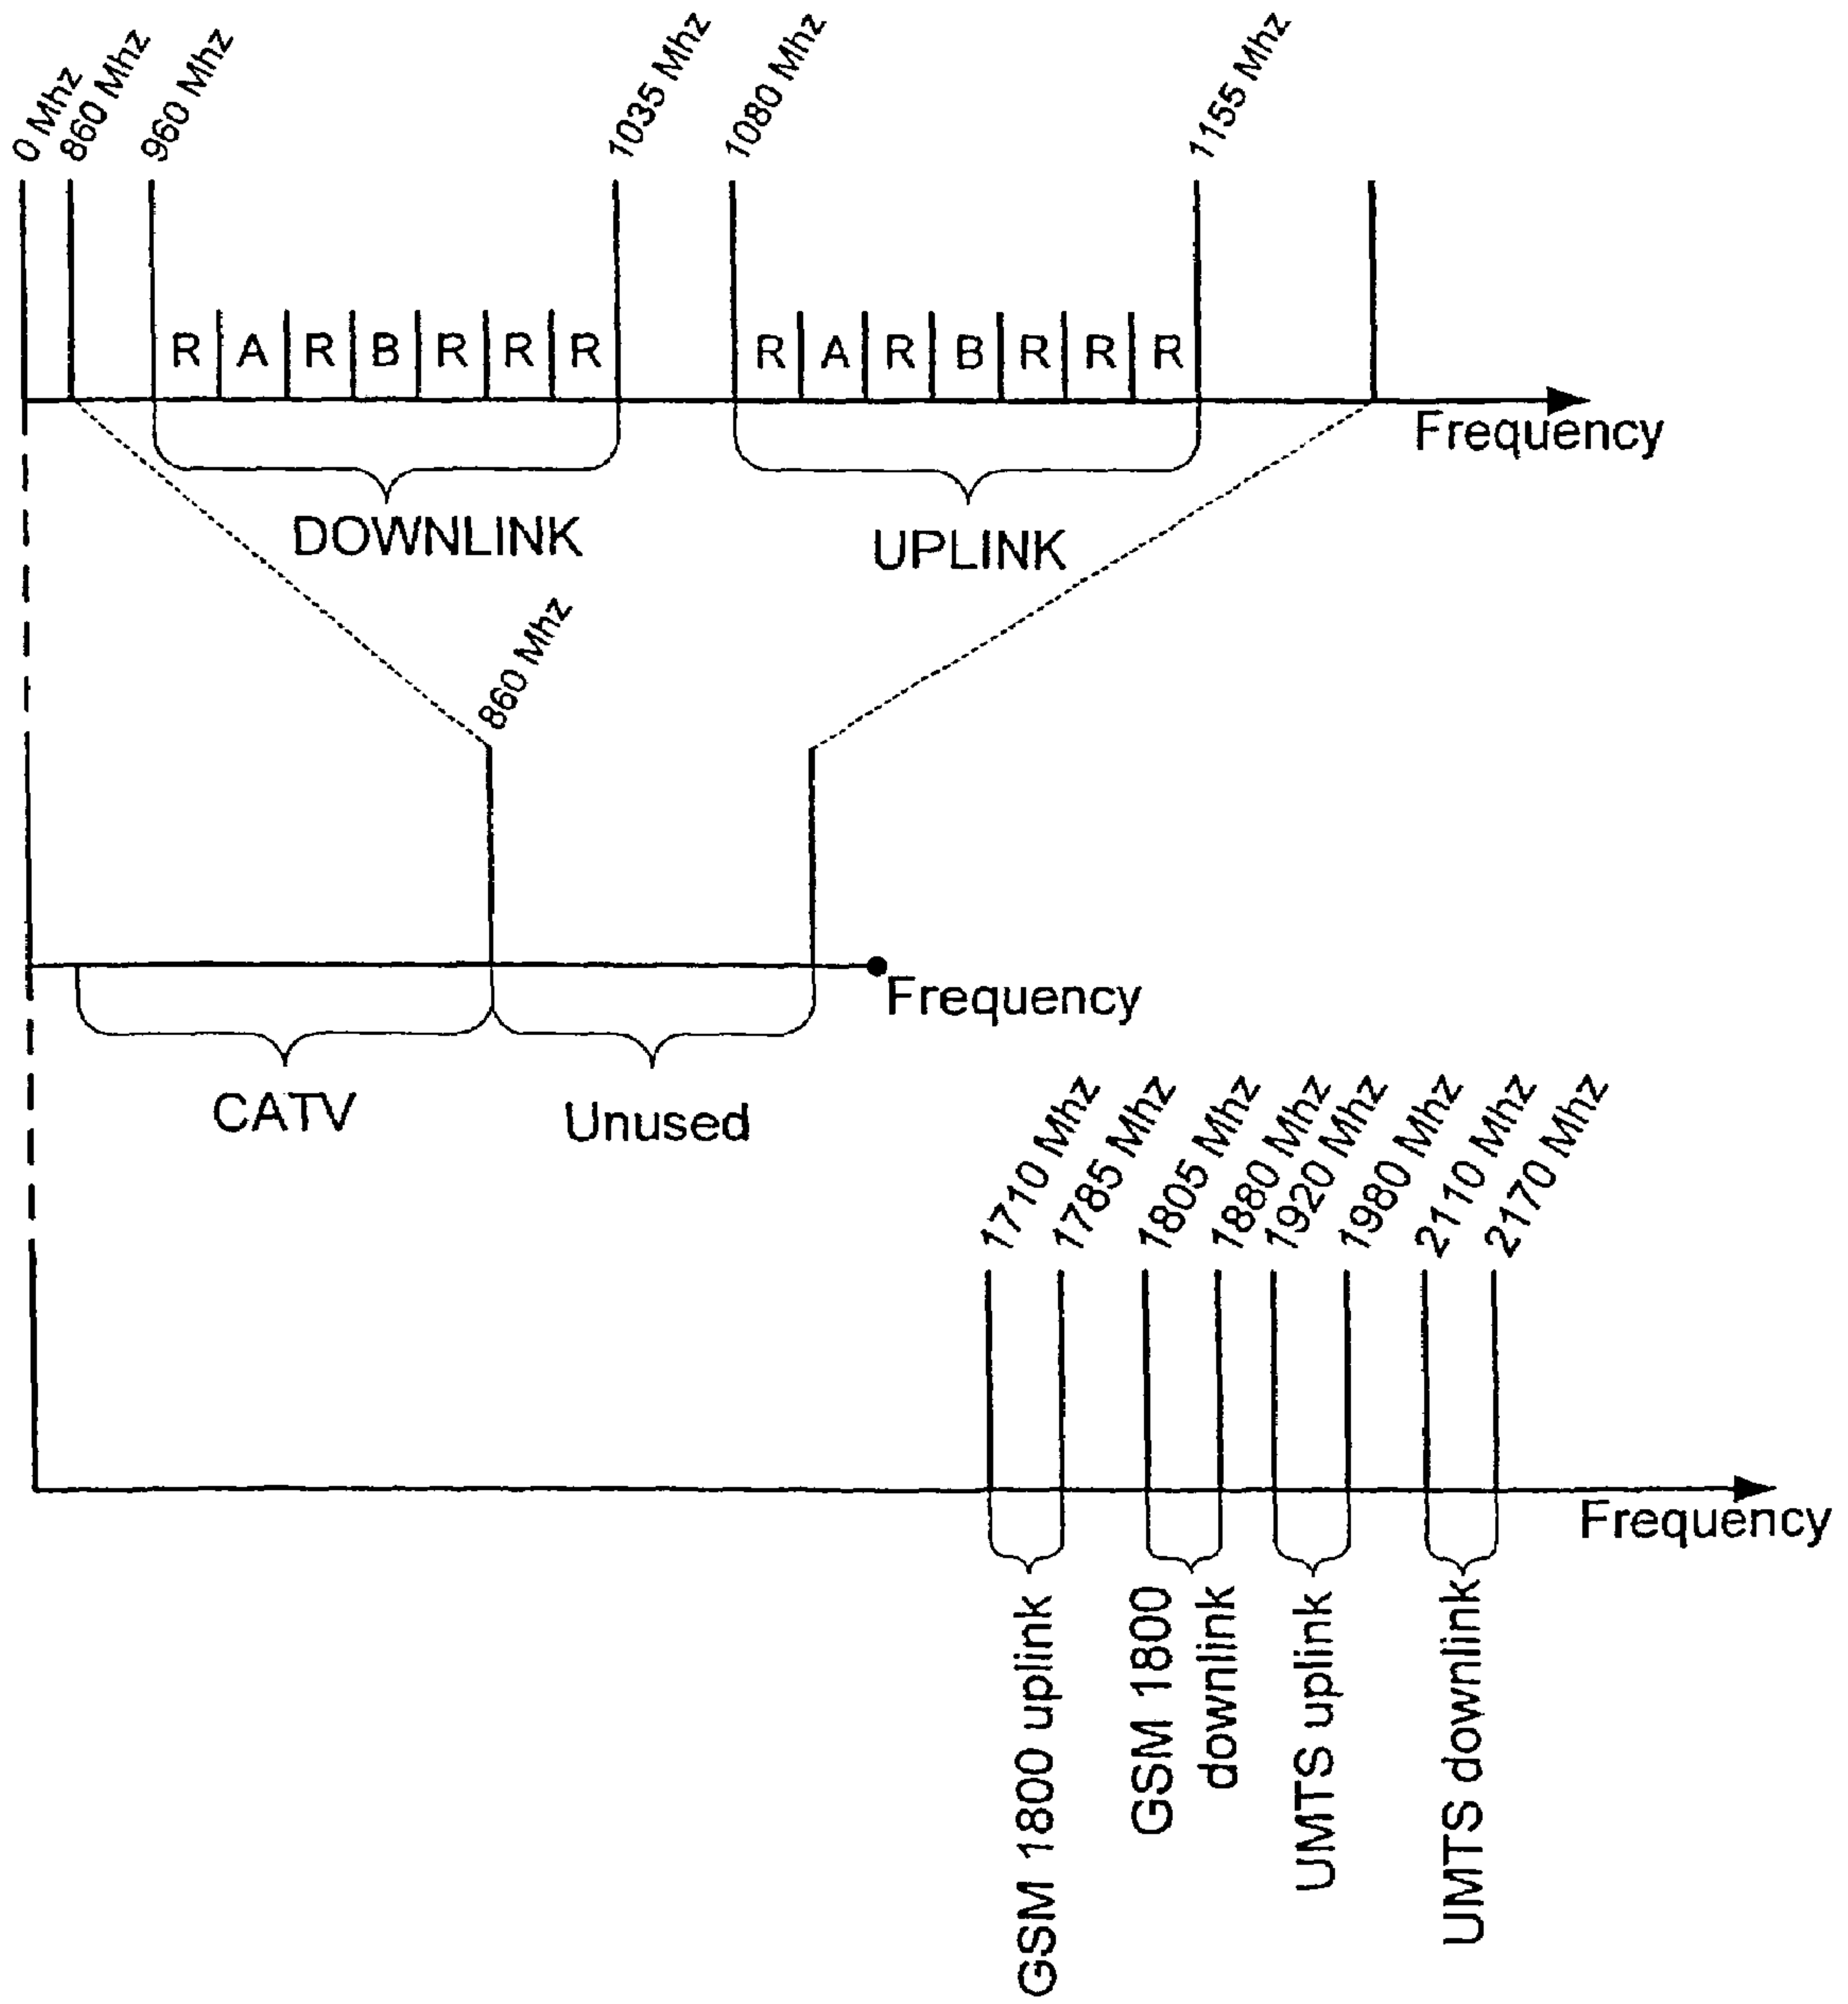 0 Mhz
860 Mhz
960 Mhz
1035 Mhz
1080 Mhz
1155 Mhz
R A R B R R R
R A R B R R R
Frequency
DOWNLINK
UPLINK
860 Mhz
Frequency
CATV
Unused
1710 Mhz
1785 Mhz
1805 Mhz
1880 Mhz
1920 Mhz
1980 Mhz
2110 Mhz
2170 Mhz
Frequency
GSM 1800 uplink
GSM 1800
downlink
UMTS uplink
UMTS downlink